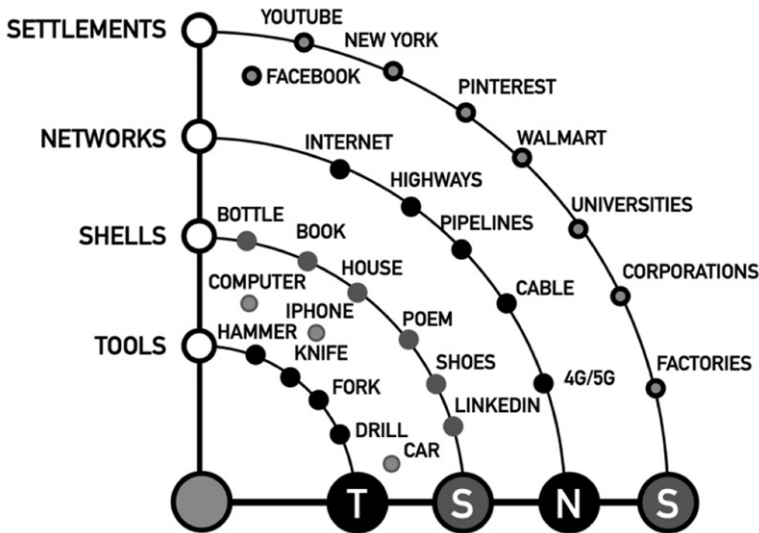 YOUTUBE
SETTLEMENTS
NEW YORK
FACEBOOK
PINTEREST
NETWORKS
INTERNET
WALMART
HIGHWAYS
BOTTLE
UNIVERSITIES
PIPELINES
SHELLS
BOOK
HOUSE
CORPORATIONS
COMPUTER
CABLE
IPHONE
POEM
HAMMER
TOOLS
KNIFE
SHOES
FACTORIES
4G/5G
FORK
LINKEDIN
DRILL
CAR
T S N S